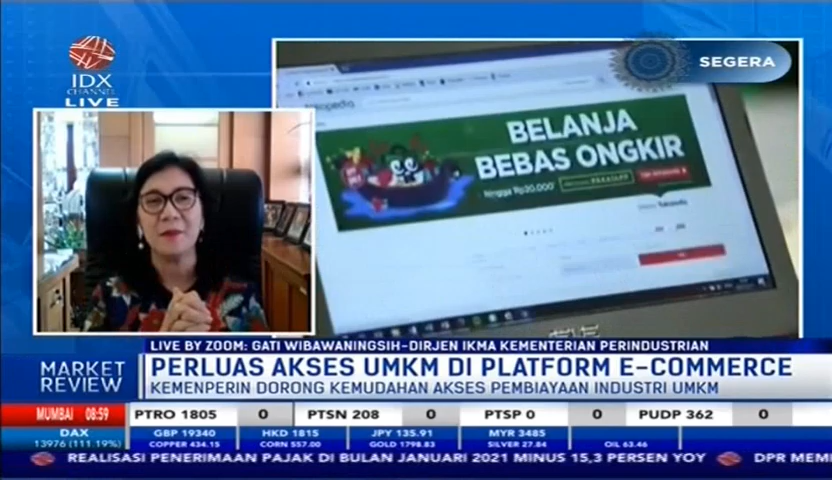 IDX
CHANNEL
LIVE
SEGERA
BELANJA
BEBAS ONGKIR
hingga Rp20.000*
LIVE BY ZOOM: GATI WIBAWANINGSIH-DIRJEN IKMA KEMENTERIAN PERINDUSTRIAN
MARKET
REVIEW
PERLUAS AKSES UMKM DI PLATFORM E-COMMERCE
KEMENPERIN DORONG KEMUDAHAN AKSES PEMBIAYAAN INDUSTRI UMKM
MUMBAI 08:59 PTRO 1805 0 PTSN 208 0 PTSP 0 0 PUDP 362 0
DAX GBP 19340 HKD 1815 JPY 135.91 MYR 3485
13976 (111.19%) COPPER 434.15 CORN 557.00 GOLD 1798.83 SILVER 27.84 OIL 63.46
REALISASI PENERIMAAN PAJAK DI BULAN JANUARI 2021 MINUS 15,3 PERSEN YOY DPR MEM